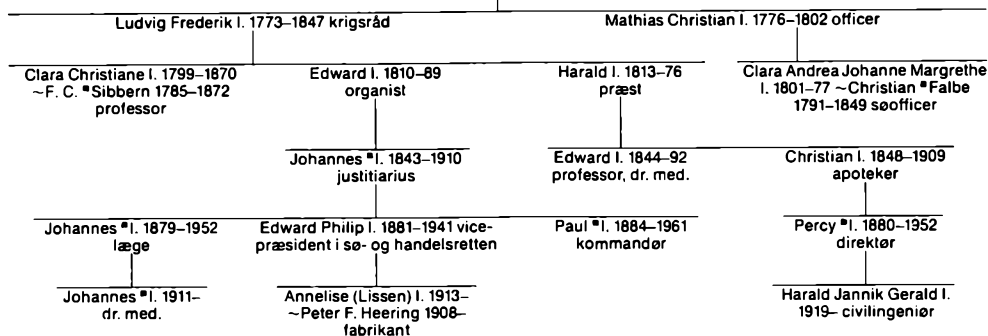 Ludvig Frederik I. 1773–1847 krigsråd
Mathias Christian I. 1776–1802 officer
Clara Christiane I. 1799–1870
~F. C. *Sibbern 1785–1872
professor
Edward I. 1810–89
organist
Harald I. 1813–76
præst
Clara Andrea Johanne Margrethe
I. 1801–77 ~Christian *Falbe
1791–1849 søofficer
Johannes *I. 1843–1910
justitiarius
Edward I. 1844–92
professor, dr. med.
Christian I. 1848–1909
apoteker
Johannes *I. 1879–1952
læge
Edward Philip I. 1881–1941 vice-
præsident i sø- og handelsretten
Paul *I. 1884–1961
kommandør
Percy *I. 1880–1952
direktør
Johannes *I. 1911–
dr. med.
Annelise (Lissen) I. 1913–
~Peter F. Heering 1908–
fabrikant
Harald Jannik Gerald I.
1919– civilingeniør